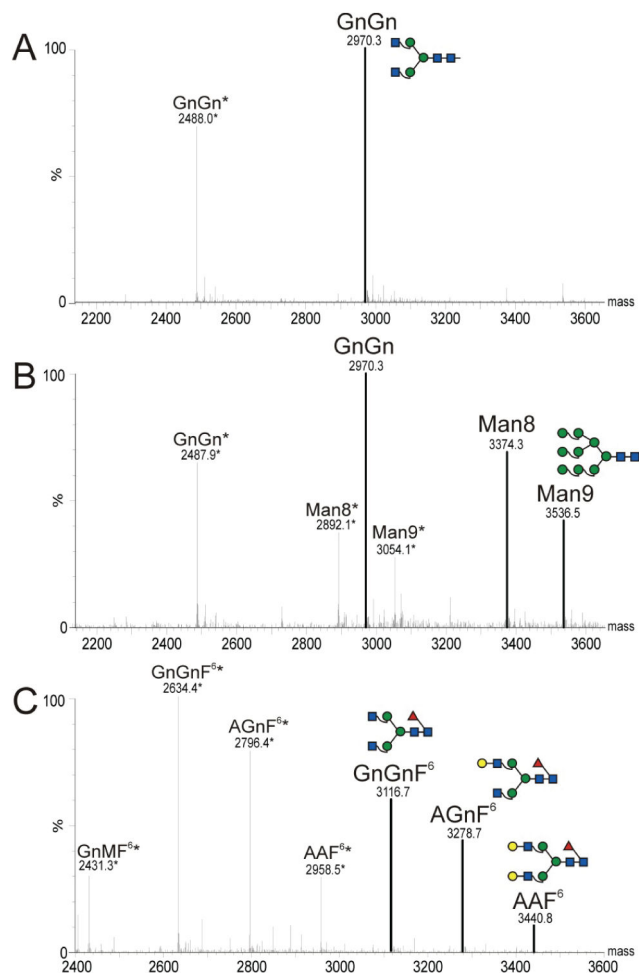 A
100
%
0
GnGn*
2488.0*
GnGn
2970.3
2200 2400 2600 2800 3000 3200 3400 3600 mass
B
100
%
0
GnGn*
2487.9*
Man8*
2892.1*
GnGn
2970.3
Man9*
3054.1*
Man8
3374.3
Man9
3536.5
2200 2400 2600 2800 3000 3200 3400 3600 mass
C
100
%
0
GnMF⁶*
2431.3*
GnGnF⁶*
2634.4*
AGnF⁶*
2796.4*
AAF⁶*
2958.5*
GnGnF⁶
3116.7
AGnF⁶
3278.7
AAF⁶
3440.8
2400 2600 2800 3000 3200 3400 3600 mass